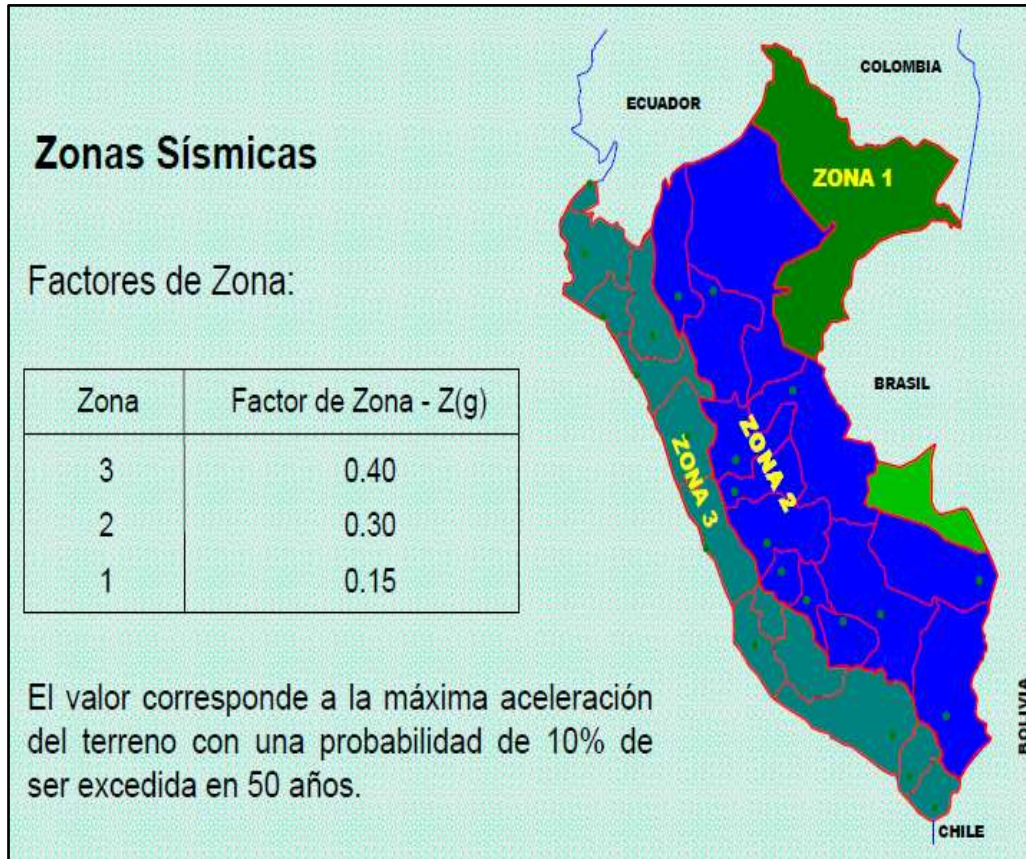 Zonas Sísmicas
Factores de Zona:
Zona Factor de Zona - Z(g)
3 0.40
2 0.30
1 0.15
El valor corresponde a la máxima aceleración
del terreno con una probabilidad de 10% de
ser excedida en 50 años.
COLOMBIA
ECUADOR
ZONA 1
BRASIL
ZONA 2
ZONA 3
BOLIVIA
CHILE